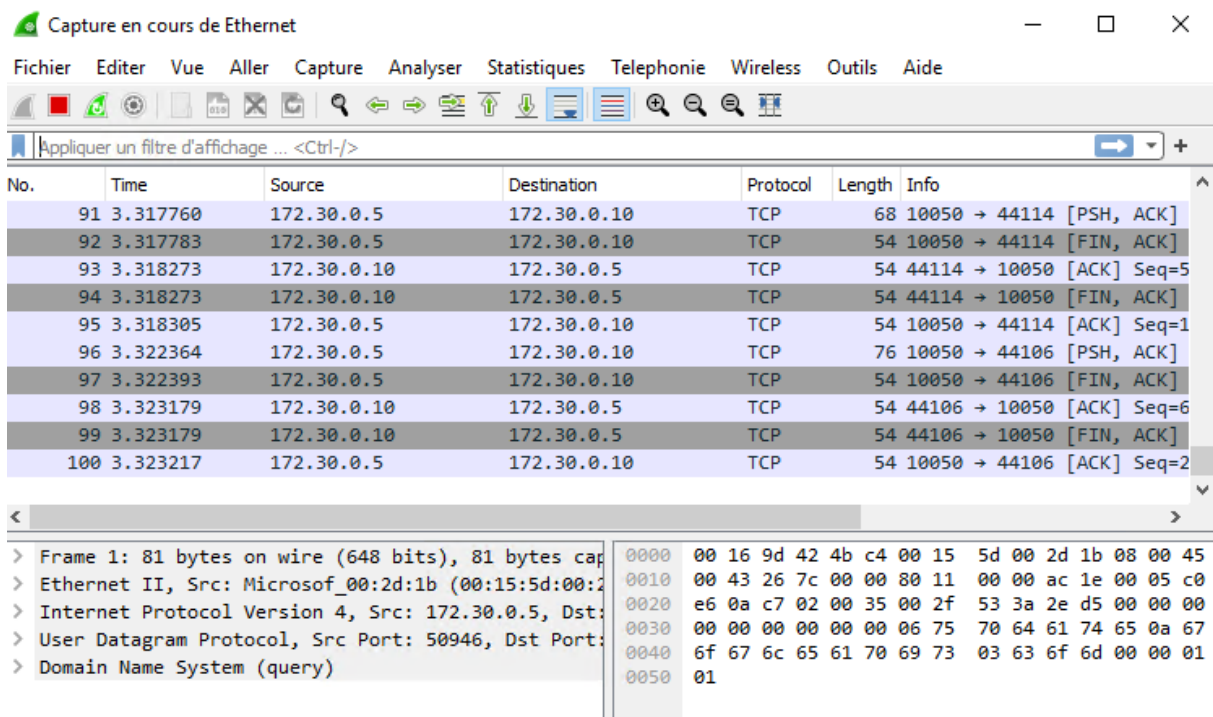 Capture en cours de Ethernet
Fichier Editer Vue Aller Capture Analyser Statistiques Telephonie Wireless Outils Aide
Appliquer un filtre d'affichage ... <Ctrl-/>
No. Time Source Destination Protocol Length Info
91 3.317760 172.30.0.5 172.30.0.10 TCP 68 10050 → 44114 [PSH, ACK]
92 3.317783 172.30.0.5 172.30.0.10 TCP 54 10050 → 44114 [FIN, ACK]
93 3.318273 172.30.0.10 172.30.0.5 TCP 54 44114 → 10050 [ACK] Seq=5
94 3.318273 172.30.0.10 172.30.0.5 TCP 54 44114 → 10050 [FIN, ACK]
95 3.318305 172.30.0.5 172.30.0.10 TCP 54 10050 → 44114 [ACK] Seq=1
96 3.322364 172.30.0.5 172.30.0.10 TCP 76 10050 → 44106 [PSH, ACK]
97 3.322393 172.30.0.5 172.30.0.10 TCP 54 10050 → 44106 [FIN, ACK]
98 3.323179 172.30.0.10 172.30.0.5 TCP 54 44106 → 10050 [ACK] Seq=6
99 3.323179 172.30.0.10 172.30.0.5 TCP 54 44106 → 10050 [FIN, ACK]
100 3.323217 172.30.0.5 172.30.0.10 TCP 54 10050 → 44106 [ACK] Seq=2
> Frame 1: 81 bytes on wire (648 bits), 81 bytes cap
> Ethernet II, Src: Microsof_00:2d:1b (00:15:5d:00:2
> Internet Protocol Version 4, Src: 172.30.0.5, Dst:
> User Datagram Protocol, Src Port: 50946, Dst Port:
> Domain Name System (query)
0000 00 16 9d 42 4b c4 00 15 5d 00 2d 1b 08 00 45
0010 00 43 26 7c 00 00 80 11 00 00 ac 1e 00 05 c0
0020 e6 0a c7 02 00 35 00 2f 53 3a 2e d5 00 00 00
0030 00 00 00 00 00 00 06 75 70 64 61 74 65 0a 67
0040 6f 67 6c 65 61 70 69 73 03 63 6f 6d 00 00 01
0050 01